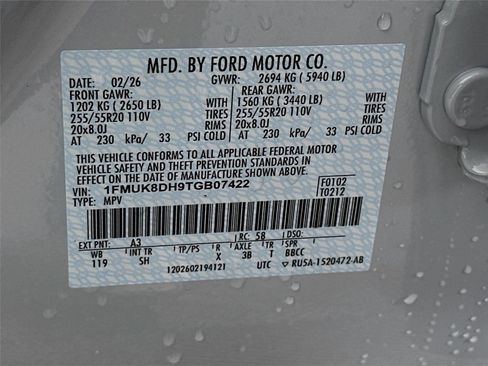 MFD. BY FORD MOTOR CO.
DATE: 02/26 GVWR: 2694 KG ( 5940 LB)
FRONT GAWR: REAR GAWR:
1202 KG ( 2650 LB) WITH 1560 KG ( 3440 LB) WITH
255/55R20 110V TIRES 255/55R20 110V TIRES
20x8.0J RIMS 20x8.0J RIMS
AT 230 kPa/ 33 PSI COLD AT 230 kPa/ 33 PSI COLD
THIS VEHICLE CONFORMS TO ALL APPLICABLE FEDERAL MOTOR
VEHICLE SAFETY AND THEFT PREVENTION STANDARDS IN EFFECT ON
THE DATE OF MANUFACTURE SHOWN ABOVE.
VIN: 1FMUK8DH9TGB07422 F0102
TYPE: MPV T0212
EXT PNT: A3 RC: 5B DSO:
WB INT TR TP/PS R AXLE TR SPR
119 SH X 3B T BBCC
1202602194121 UTC ▽ RU5A-1520472-AB